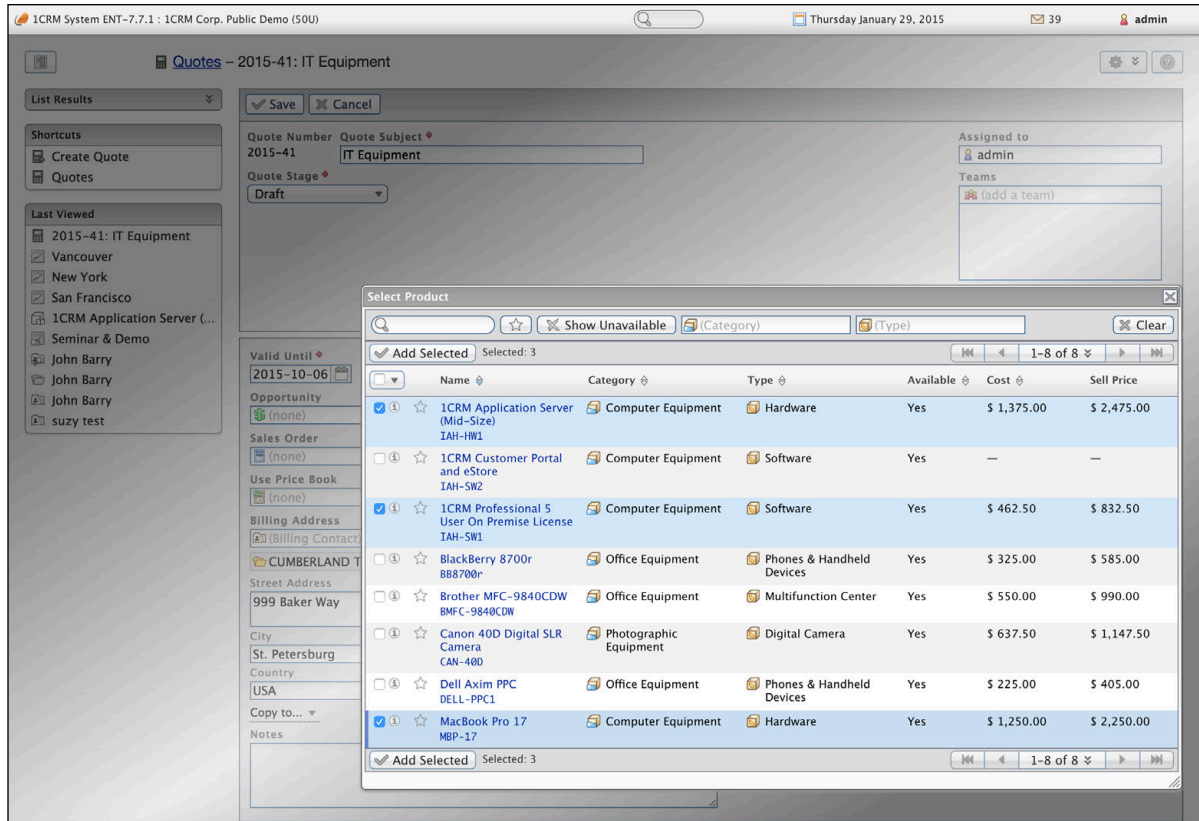 1CRM System ENT-7.7.1 : 1CRM Corp. Public Demo (50U)
Thursday January 29, 2015
39
admin
Quotes – 2015-41: IT Equipment
List Results
Save
Cancel
Shortcuts
Create Quote
Quotes
Quote Number
Quote Subject
2015-41
IT Equipment
Quote Stage
Draft
Assigned to
admin
Teams
(add a team)
Last Viewed
2015-41: IT Equipment
Vancouver
New York
San Francisco
1CRM Application Server (...
Seminar & Demo
John Barry
John Barry
John Barry
suzy test
Valid Until
2015-10-06
Opportunity
(none)
Sales Order
(none)
Use Price Book
(none)
Billing Address
(Billing Contact)
CUMBERLAND T
Street Address
999 Baker Way
City
St. Petersburg
Country
USA
Copy to...
Notes
Select Product
Show Unavailable
(Category)
(Type)
Clear
Add Selected Selected: 3
1-8 of 8
Name Category Type Available Cost Sell Price
1CRM Application Server Computer Equipment Hardware Yes $ 1,375.00 $ 2,475.00
(Mid-Size)
IAH-HW1
1CRM Customer Portal Computer Equipment Software Yes — —
and eStore
IAH-SW2
1CRM Professional 5 Computer Equipment Software Yes $ 462.50 $ 832.50
User On Premise License
IAH-SW1
BlackBerry 8700r Office Equipment Phones & Handheld Yes $ 325.00 $ 585.00
BB8700r Devices
Brother MFC-9840CDW Office Equipment Multifunction Center Yes $ 550.00 $ 990.00
BMFC-9840CDW
Canon 40D Digital SLR Photographic Digital Camera Yes $ 637.50 $ 1,147.50
Camera Equipment
CAN-40D
Dell Axim PPC Office Equipment Phones & Handheld Yes $ 225.00 $ 405.00
DELL-PPC1 Devices
MacBook Pro 17 Computer Equipment Hardware Yes $ 1,250.00 $ 2,250.00
MBP-17
Add Selected Selected: 3
1-8 of 8